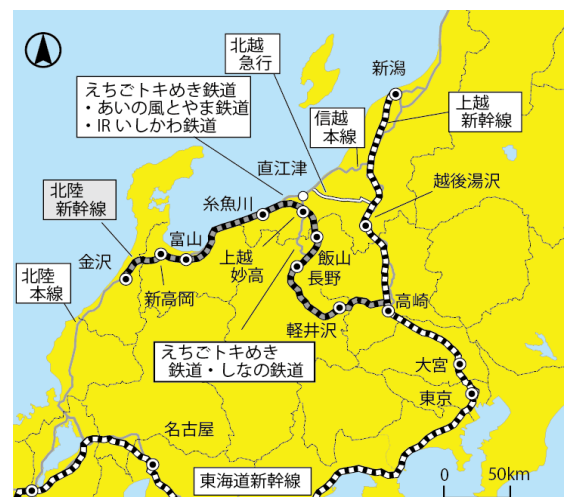 北越
急行
新潟
えちごトキめき鉄道
・あいの風とやま鉄道
・IRいしかわ鉄道
上越
新幹線
信越
本線
直江津
北陸
新幹線
糸魚川
越後湯沢
富山
上越
妙高
飯山
金沢
長野
北陸
本線
新高岡
高崎
軽井沢
えちごトキめき
鉄道・しなの鉄道
大宮
東京
名古屋
東海道新幹線
0 50km